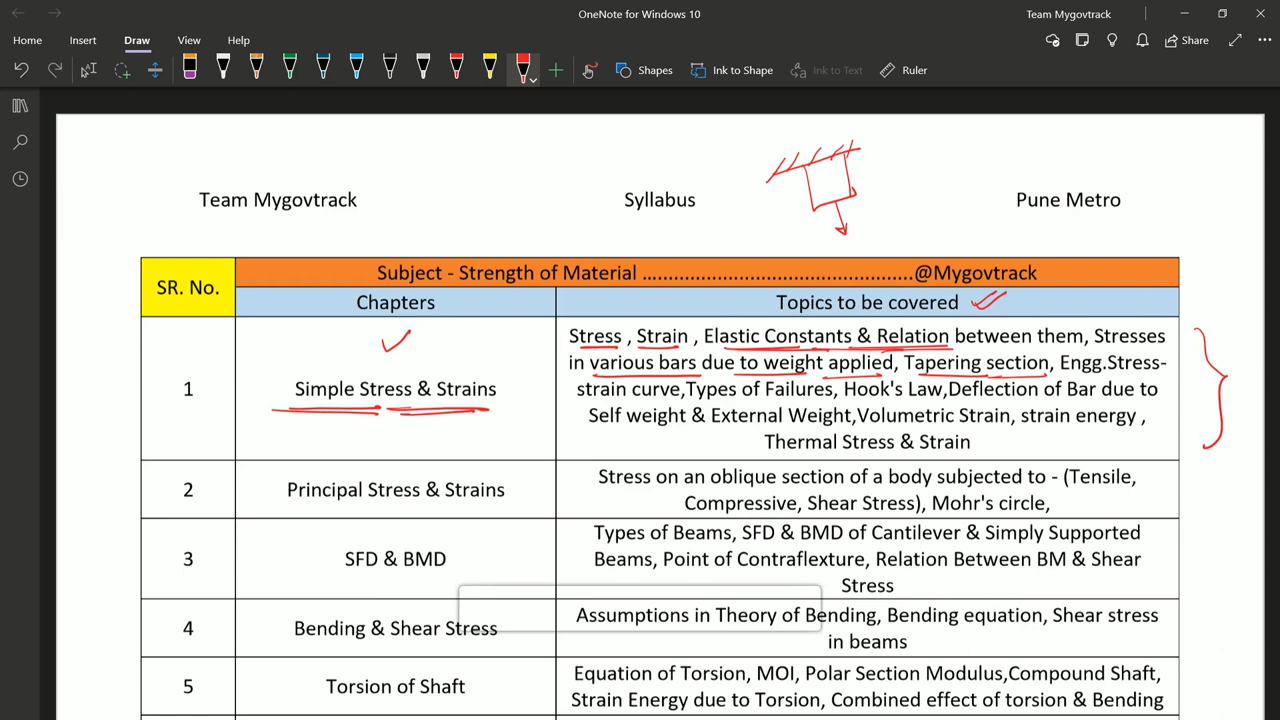 OneNote for Windows 10
Team Mygovtrack
Home Insert Draw View Help
Share
Shapes Ink to Shape Ink to Text Ruler
Team Mygovtrack Syllabus Pune Metro
SR. No.
Subject - Strength of Material ...................................................@Mygovtrack
Chapters Topics to be covered
1
Simple Stress & Strains
Stress , Strain , Elastic Constants & Relation between them, Stresses
in various bars due to weight applied, Tapering section, Engg.Stress-
strain curve,Types of Failures, Hook's Law,Deflection of Bar due to
Self weight & External Weight,Volumetric Strain, strain energy ,
Thermal Stress & Strain
2
Principal Stress & Strains
Stress on an oblique section of a body subjected to - (Tensile,
Compressive, Shear Stress), Mohr's circle,
3
SFD & BMD
Types of Beams, SFD & BMD of Cantilever & Simply Supported
Beams, Point of Contraflexture, Relation Between BM & Shear
Stress
4
Bending & Shear Stress
Assumptions in Theory of Bending, Bending equation, Shear stress
in beams
5
Torsion of Shaft
Equation of Torsion, MOI, Polar Section Modulus,Compound Shaft,
Strain Energy due to Torsion, Combined effect of torsion & Bending